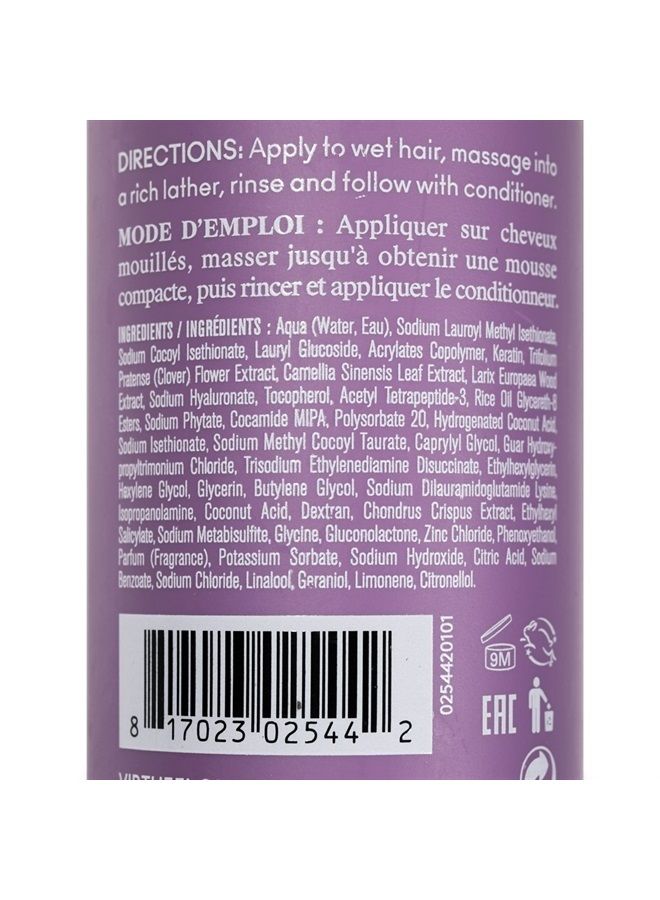 DIRECTIONS: Apply to wet hair, massage into
a rich lather, rinse and follow with conditioner.
MODE D'EMPLOI : Appliquer sur cheveux
mouillés, masser jusqu'à obtenir une mousse
compacte, puis rincer et appliquer le conditionneur.
INGREDIENTS / INGRÉDIENTS : Aqua (Water, Eau), Sodium Lauroyl Methyl Isethionate,
Sodium Cocoyl Isethionate, Lauryl Glucoside, Acrylates Copolymer, Keratin, Trifolium
Pratense (Clover) Flower Extract, Camellia Sinensis Leaf Extract, Larix Europaea Wood
Extract, Sodium Hyaluronate, Tocopherol, Acetyl Tetrapeptide-3, Rice Oil Glycereth-8
Esters, Sodium Phytate, Cocamide MIPA, Polysorbate 20, Hydrogenated Coconut Acid,
Sodium Isethionate, Sodium Methyl Cocoyl Taurate, Caprylyl Glycol, Guar Hydroxy-
propyltrimonium Chloride, Trisodium Ethylenediamine Disuccinate, Ethylhexylglycerin,
Hexylene Glycol, Glycerin, Butylene Glycol, Sodium Dilauramidoglutamide Lysine,
Isopropanolamine, Coconut Acid, Dextran, Chondrus Crispus Extract, Ethylhexyl
Salicylate, Sodium Metabisulfite, Glycine, Gluconolactone, Zinc Chloride, Phenoxyethanol,
Parfum (Fragrance), Potassium Sorbate, Sodium Hydroxide, Citric Acid, Sodium
Benzoate, Sodium Chloride, Linalool, Geraniol, Limonene, Citronellol.
8 17023 02544 2
0254420101
9M
EAC